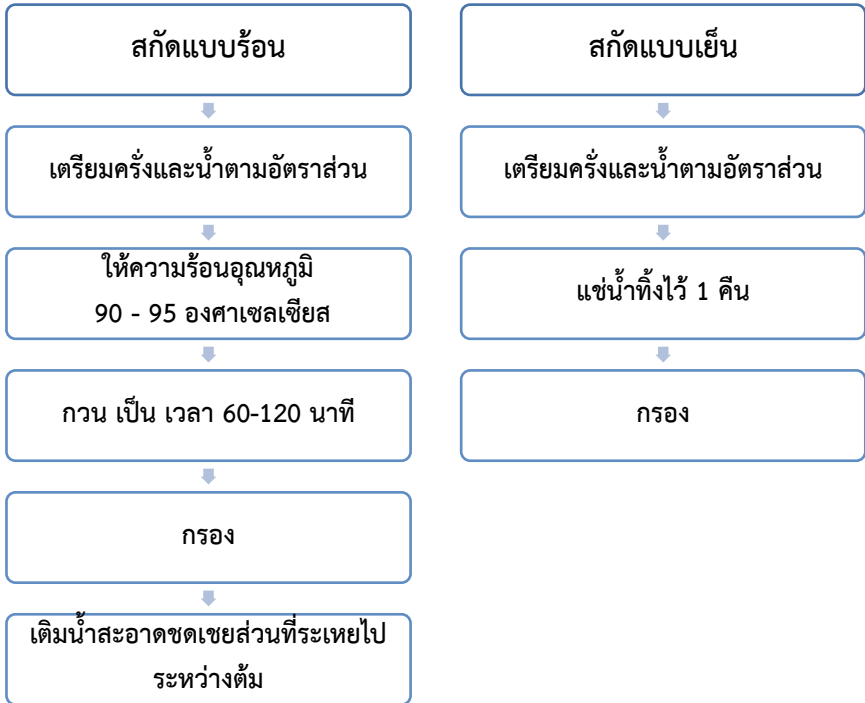 สกัดแบบร้อน
เตรียมครั่งและน้ำตามอัตราส่วน
ให้ความร้อนอุณหภูมิ
90 - 95 องศาเซลเซียส
กวน เป็น เวลา 60-120 นาที
กรอง
เติมน้ำสะอาดชดเชยส่วนที่ระเหยไป
ระหว่างต้ม
สกัดแบบเย็น
เตรียมครั่งและน้ำตามอัตราส่วน
แช่น้ำทิ้งไว้ 1 คืน
กรอง